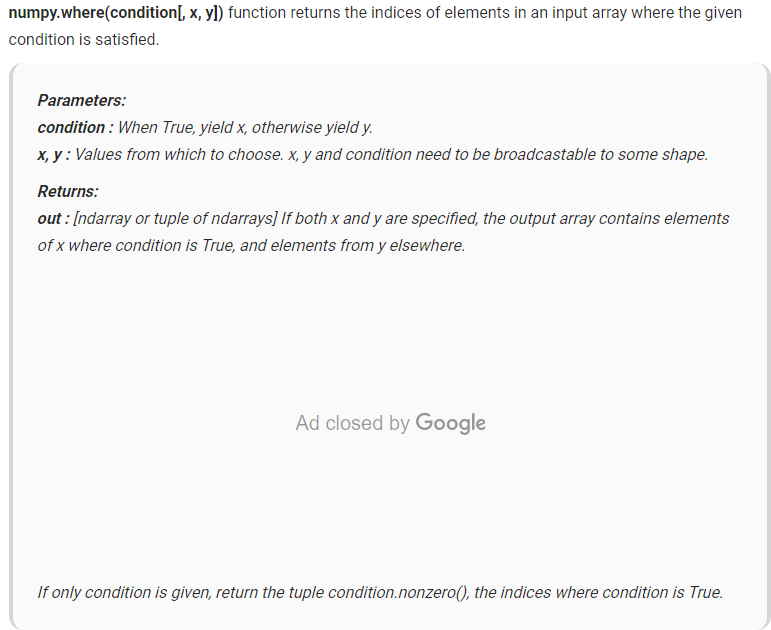 numpy.where(condition[, x, y]) function returns the indices of elements in an input array where the given
condition is satisfied.
Parameters:
condition : When True, yield x, otherwise yield y.
x, y : Values from which to choose. x, y and condition need to be broadcastable to some shape.
Returns:
out : [ndarray or tuple of ndarrays] If both x and y are specified, the output array contains elements
of x where condition is True, and elements from y elsewhere.
Ad closed by Google
If only condition is given, return the tuple condition.nonzero(), the indices where condition is True.